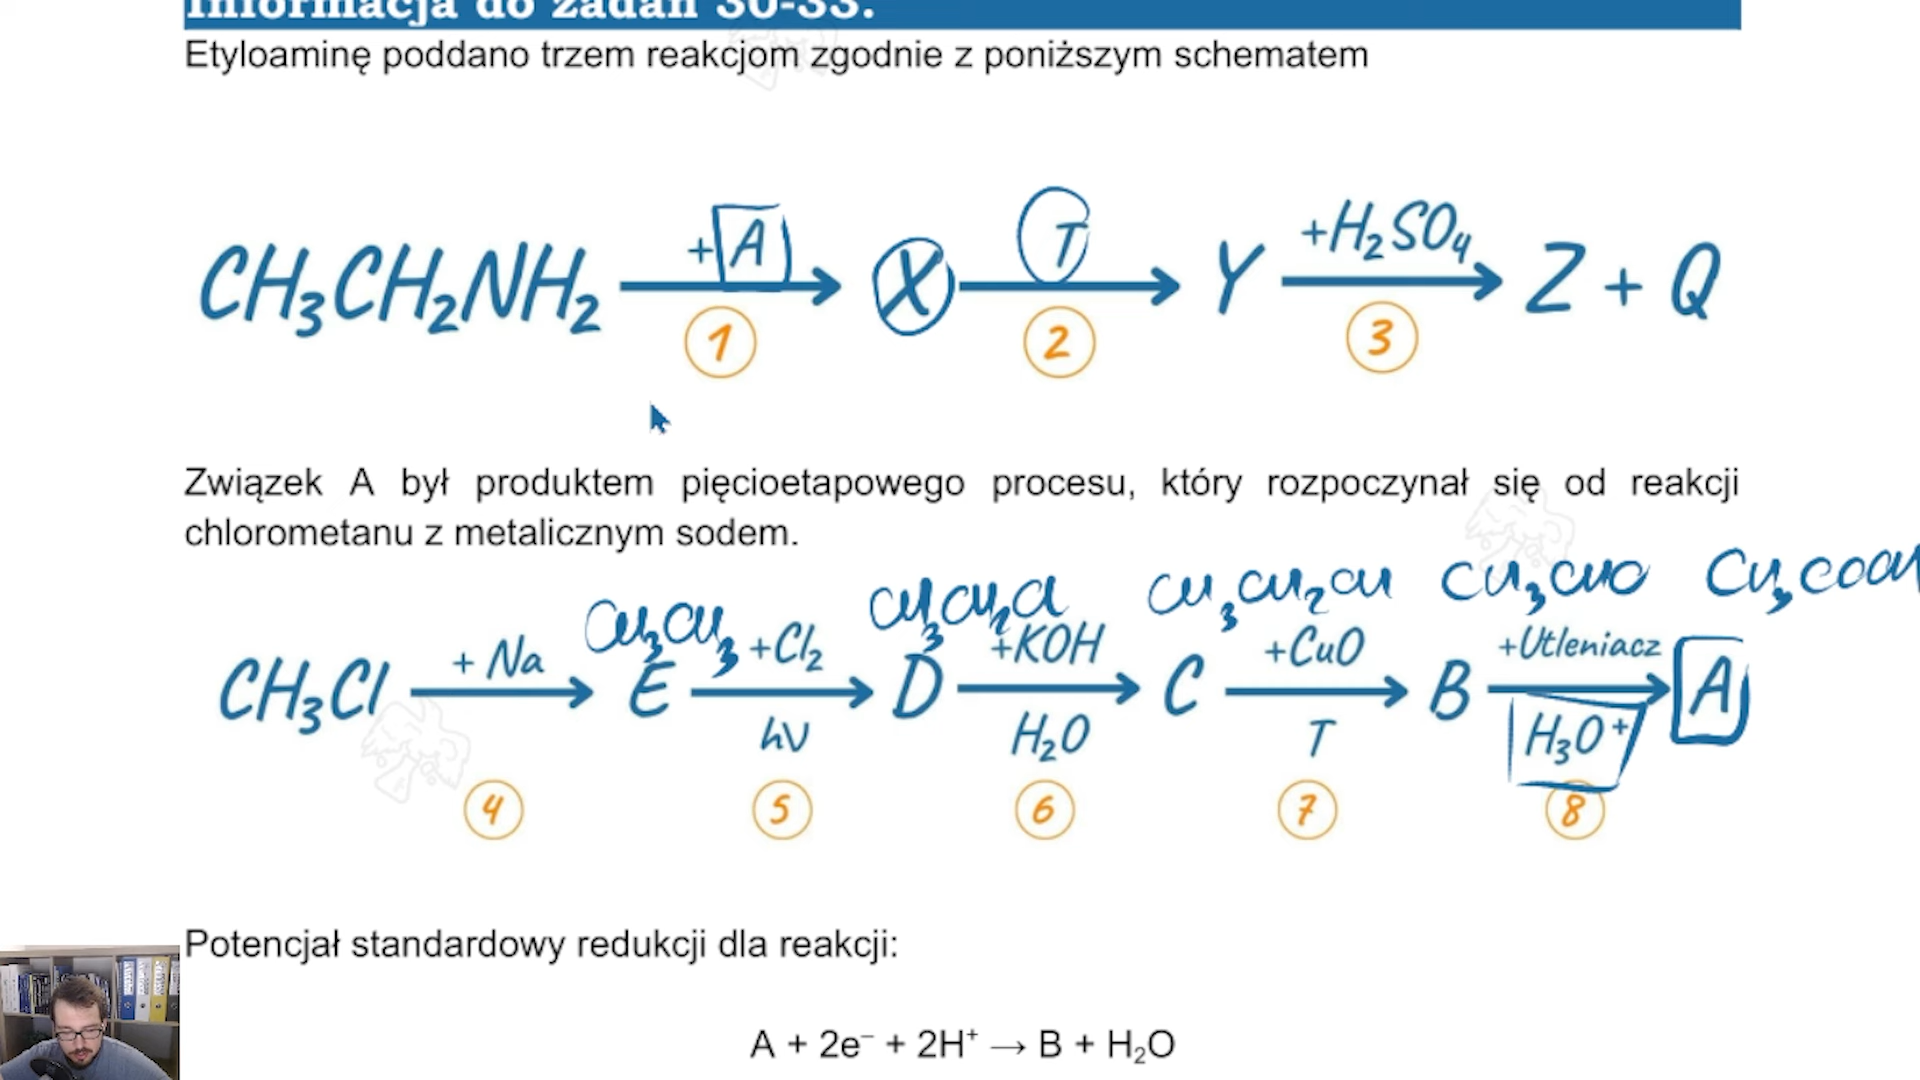 Informacja do zadań 30-33.
Etyloaminę poddano trzem reakcjom zgodnie z poniższym schematem
CH₃CH₂NH₂ +A X T Y +H₂SO₄ Z + Q
1 2 3
Związek A był produktem pięcioetapowego procesu, który rozpoczynał się od reakcji
chlorometanu z metalicznym sodem.
CH₃CH₃ CH₃CH₂Cl CH₃CH₂OH CH₃CHO CH₃COOH
CH₃Cl + Na E +Cl₂ D +KOH C +CuO B +Utleniacz A
hν H₂O T H₃O⁺
4 5 6 7 8
Potencjał standardowy redukcji dla reakcji:
A + 2e⁻ + 2H⁺ → B + H₂O